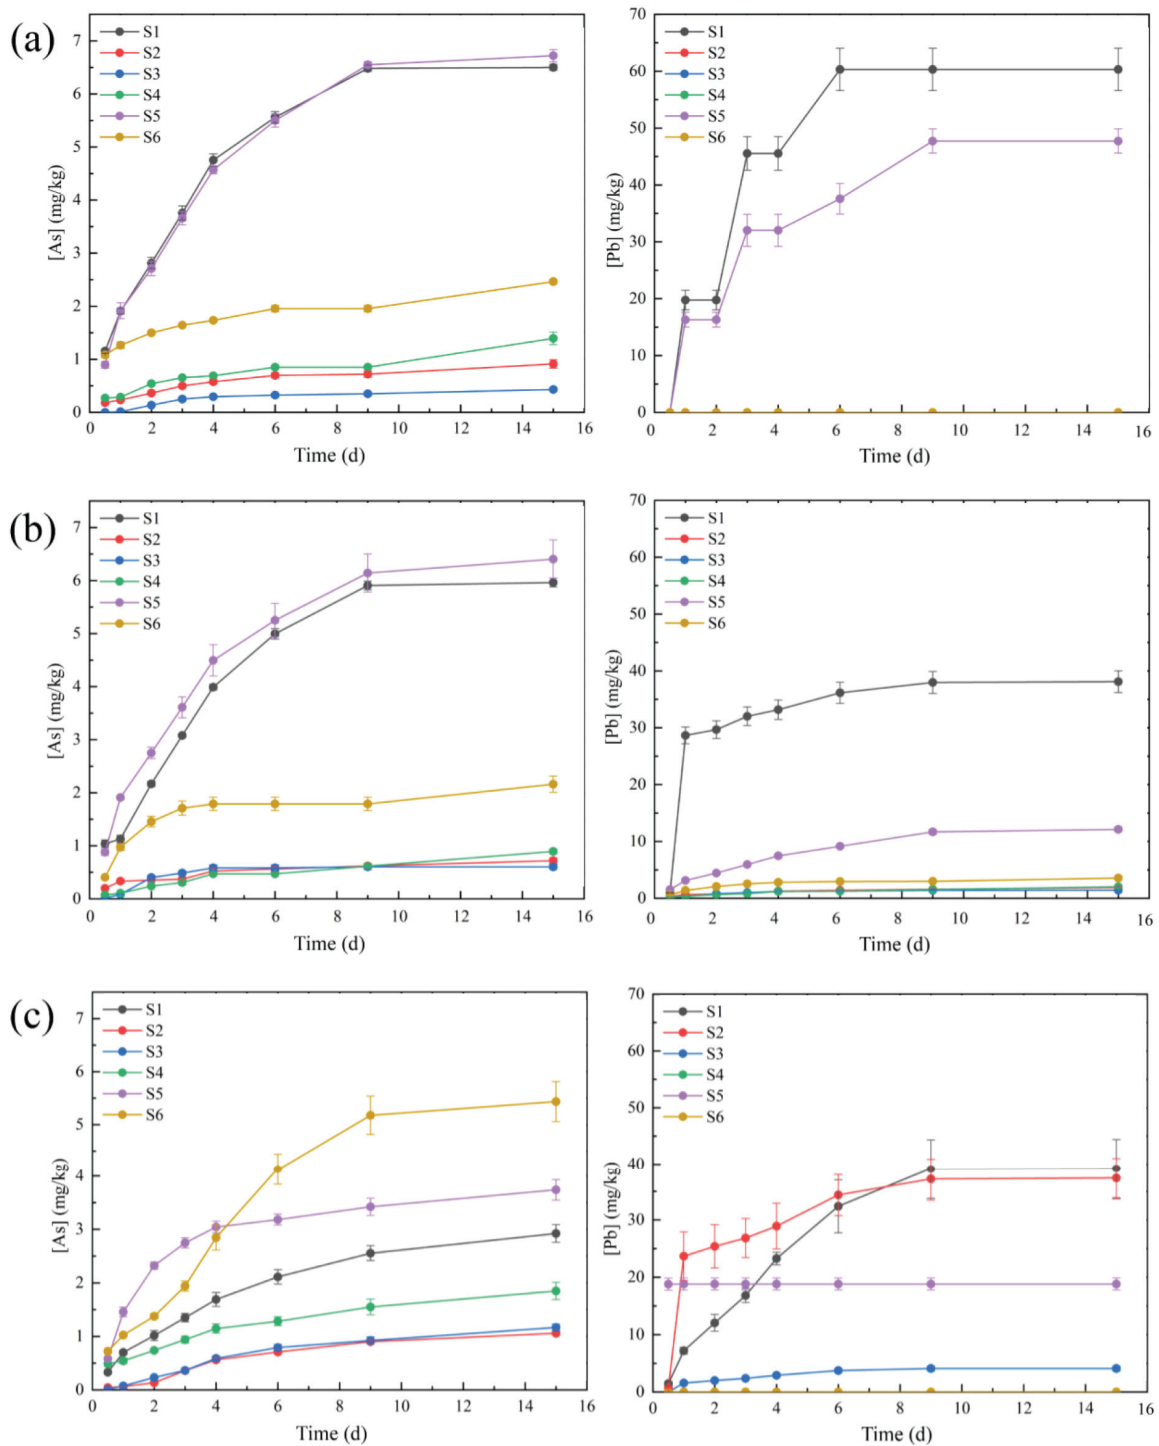 (a)
7
6
5
4
3
2
1
0
[As] (mg/kg)
S1
S2
S3
S4
S5
S6
0 2 4 6 8 10 12 14 16
Time (d)
70
60
50
40
30
20
10
0
[Pb] (mg/kg)
S1
S2
S3
S4
S5
S6
0 2 4 6 8 10 12 14 16
Time (d)
(b)
7
6
5
4
3
2
1
0
[As] (mg/kg)
S1
S2
S3
S4
S5
S6
0 2 4 6 8 10 12 14 16
Time (d)
70
60
50
40
30
20
10
0
[Pb] (mg/kg)
S1
S2
S3
S4
S5
S6
0 2 4 6 8 10 12 14 16
Time (d)
(c)
7
6
5
4
3
2
1
0
[As] (mg/kg)
S1
S2
S3
S4
S5
S6
0 2 4 6 8 10 12 14 16
Time (d)
70
60
50
40
30
20
10
0
[Pb] (mg/kg)
S1
S2
S3
S4
S5
S6
0 2 4 6 8 10 12 14 16
Time (d)